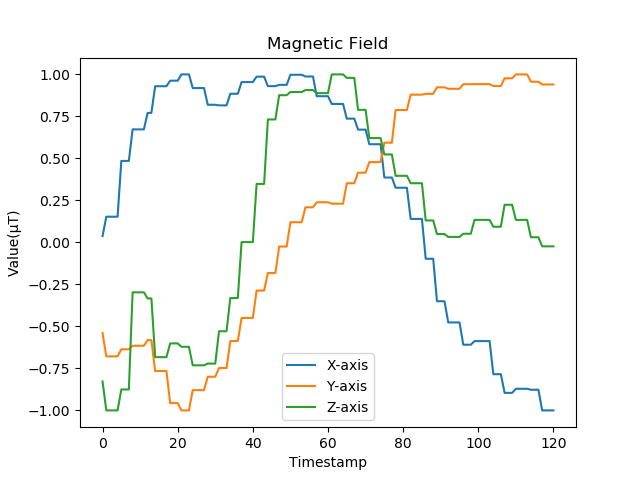 Magnetic Field
Value(μT)
1.00
0.75
0.50
0.25
0.00
−0.25
−0.50
−0.75
−1.00
X-axis
Y-axis
Z-axis
0 20 40 60 80 100 120
Timestamp